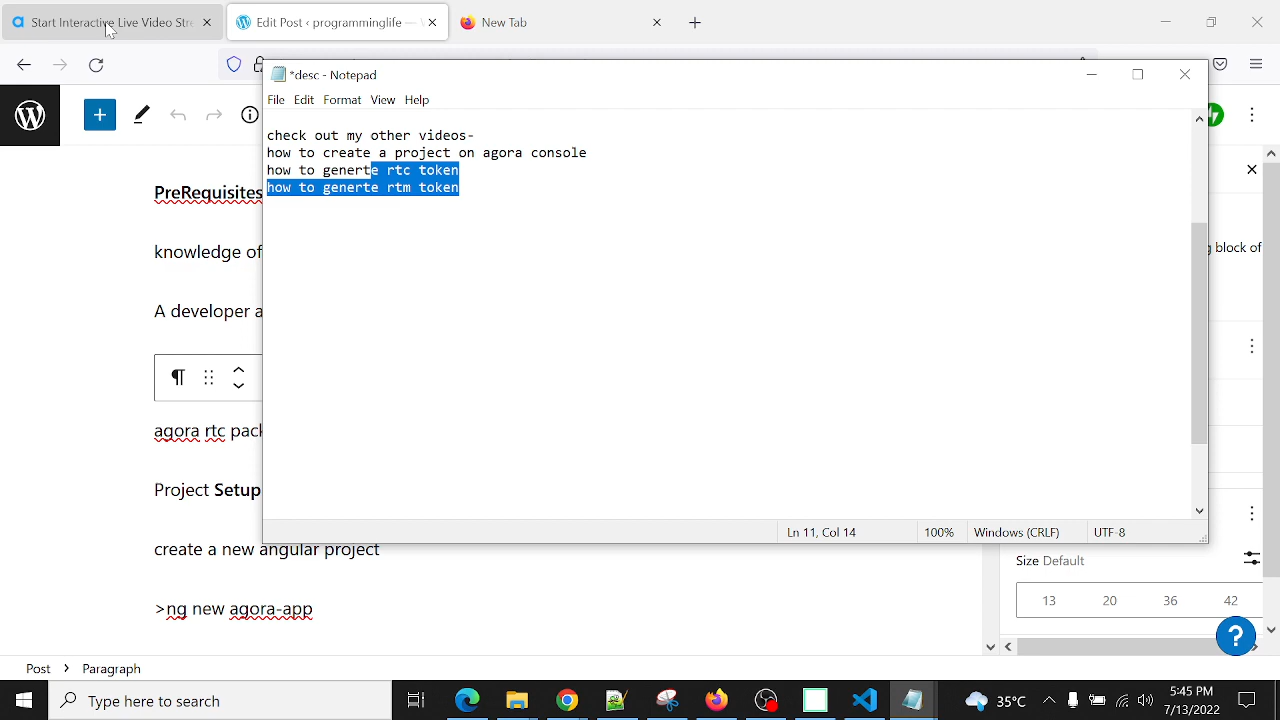 Start Interactive Live Video Stre
Edit Post ‹ programminglife — \
New Tab
*desc - Notepad
File Edit Format View Help
check out my other videos-
how to create a project on agora console
how to generte rtc token
how to generte rtm token
PreRequisites
knowledge of
g block of
A developer a
agora rtc pack
Project Setup
create a new angular project
>ng new agora-app
Ln 11, Col 14
100%
Windows (CRLF)
UTF-8
Size Default
13 20 36 42
?
Post > Paragraph
Type here to search
35°C
5:45 PM
7/13/2022